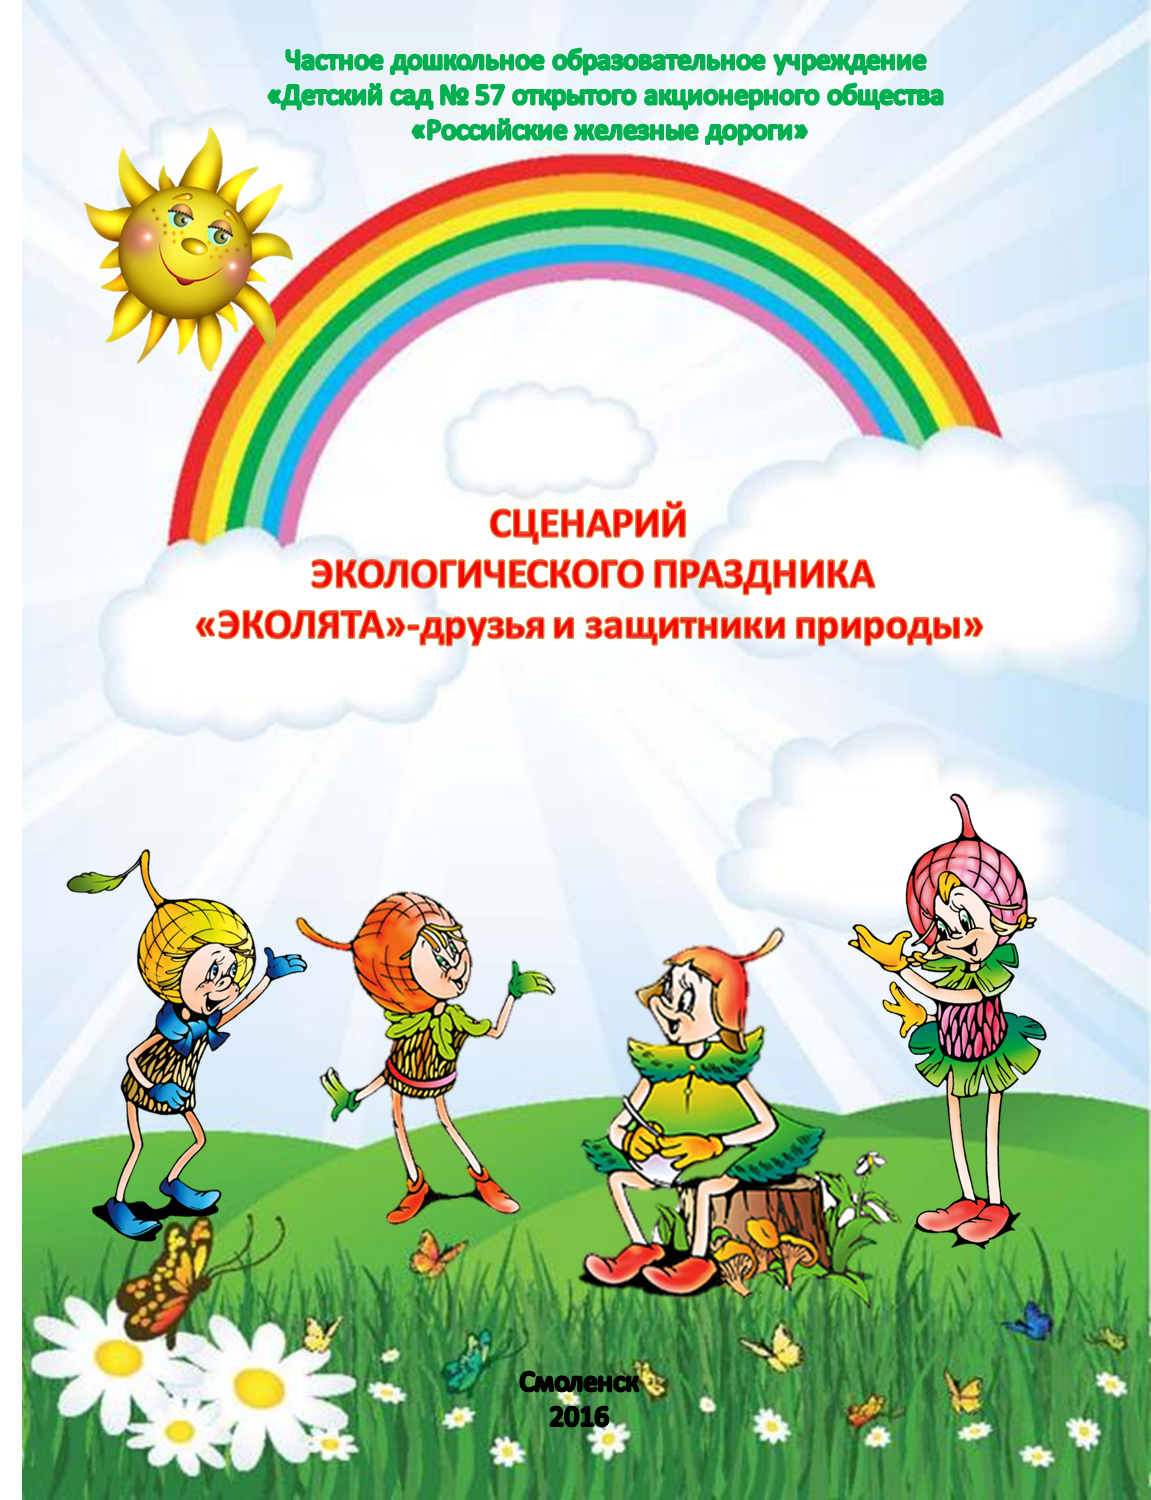 Частное дошкольное образовательное учреждение
«Детский сад № 57 открытого акционерного общества
«Российские железные дороги»
СЦЕНАРИЙ
ЭКОЛОГИЧЕСКОГО ПРАЗДНИКА
«ЭКОЛЯТА»-друзья и защитники природы»
Смоленск
2016